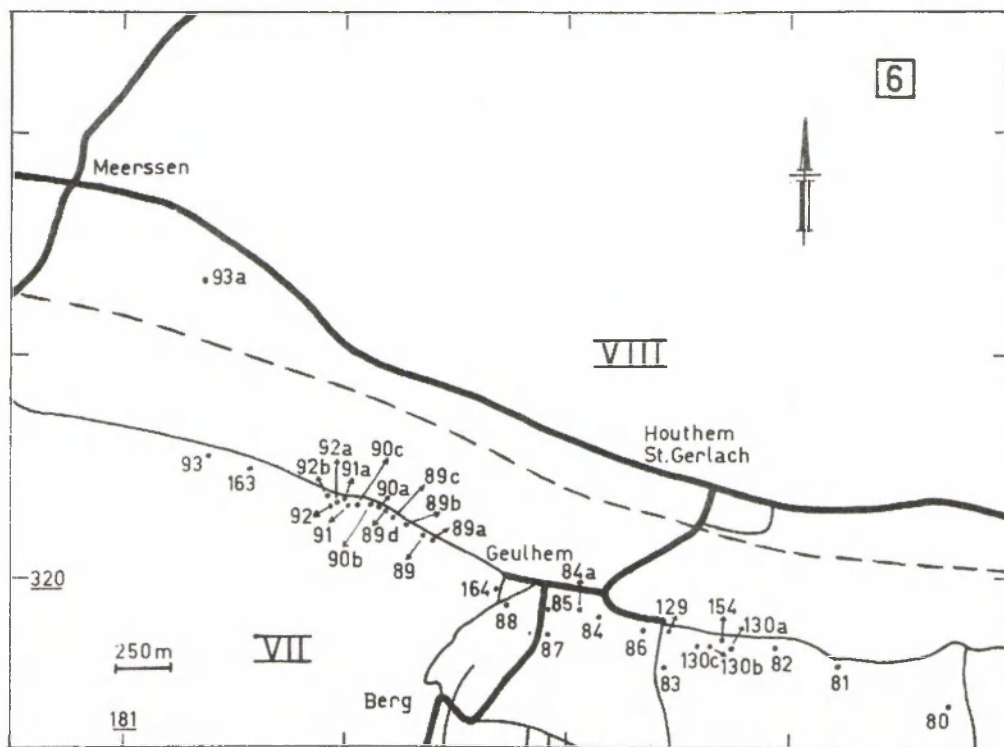 6
Meerssen
93a
VIII
Houthem
St. Gerlach
92a
90c
92b
91a
89c
93
163
90a
89b
92
91
89d
89a
90b
89
Geulhem
84a
320
164
85
129
154
88
84
130a
87
86
VII
250m
83
130c
130b
82
81
Berg
80
181